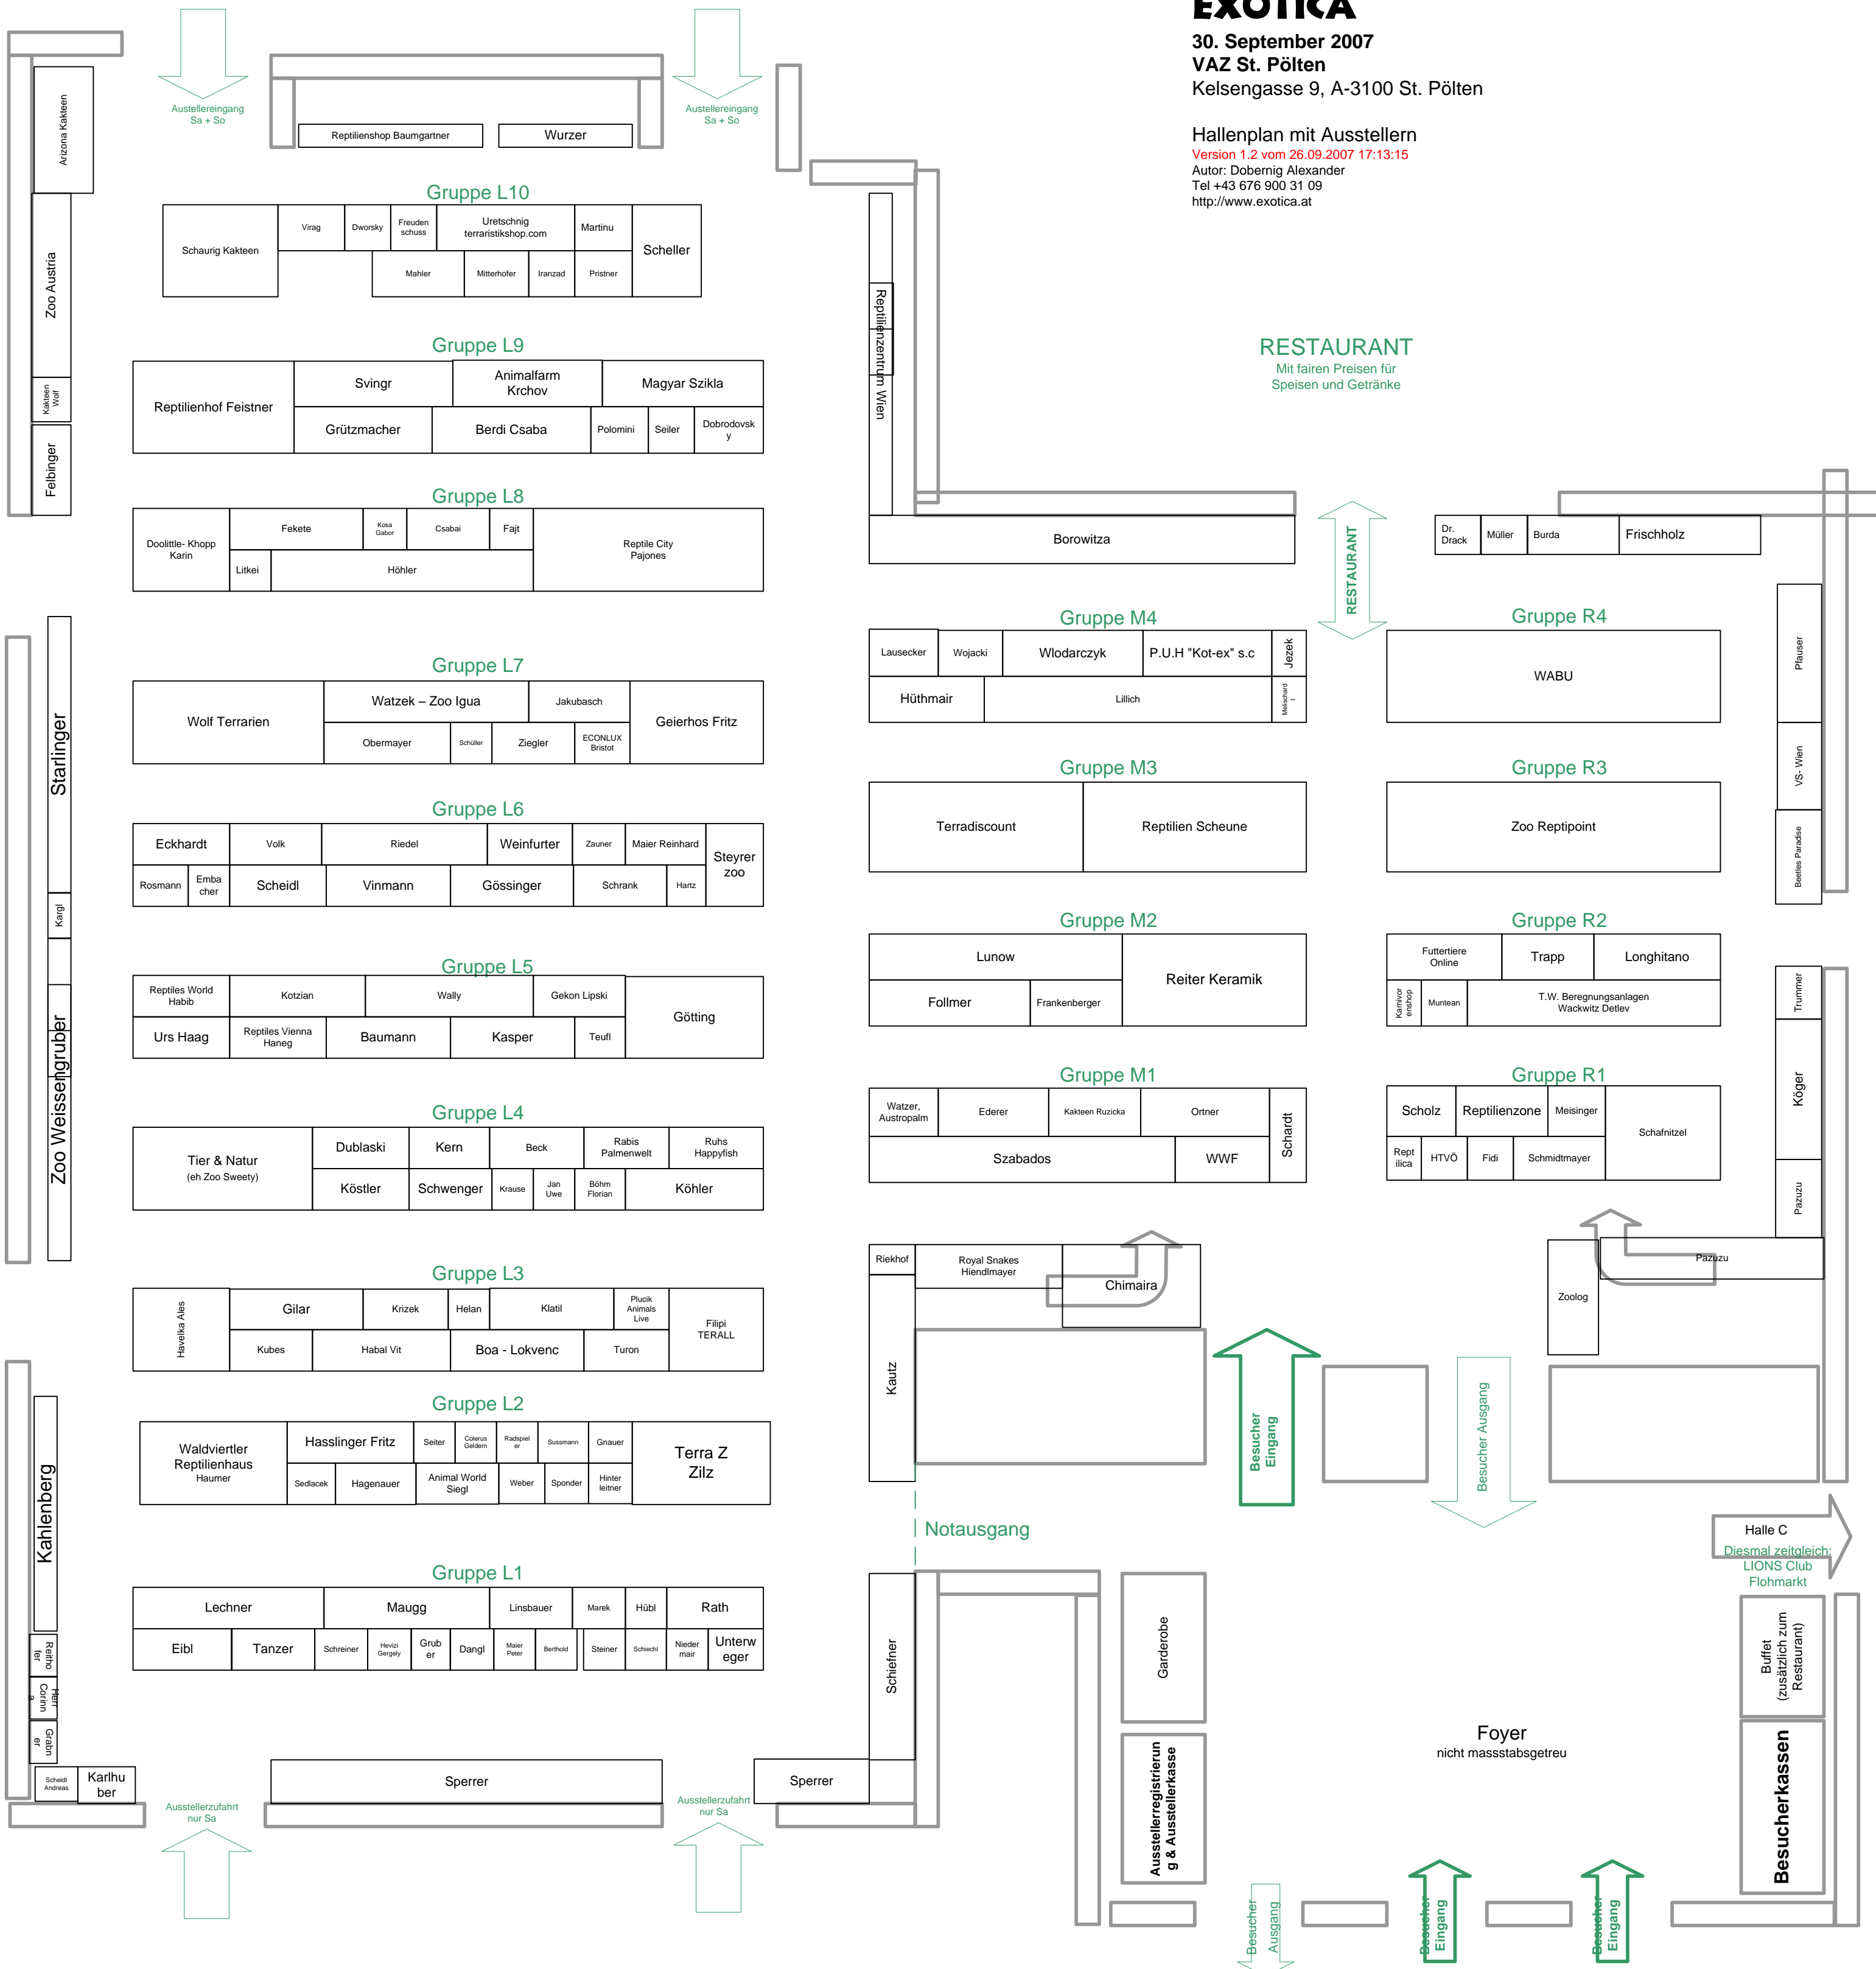 EXOTICA
30. September 2007
VAZ St. Pölten
Kelsengasse 9, A-3100 St. Pölten
Hallenplan mit Ausstellern
Version 1.2 vom 26.09.2007 17:13:15
Autor: Dobernig Alexander
Tel +43 676 900 31 09
http://www.exotica.at
Austellereingang
Sa + So
Austellereingang
Sa + So
Reptilienshop Baumgartner
Wurzer
Arizona Kakteen
Zoo Austria
Kakteen
Wolf
Felbinger
Starlinger
Kargl
Zoo Weissengruber
Kahlenberg
Reitho
fer
Herr
Corinn
a
Grabn
er
Scheidl
Andreas
Karlhu
ber
Gruppe L10
Schaurig Kakteen
Virag
Dworsky
Freuden
schuss
Uretschnig
terraristikshop.com
Martinu
Scheller
Mahler
Mitterhofer
Iranzad
Pristner
Gruppe L9
Reptilienhof Feistner
Svingr
Animalfarm
Krchov
Magyar Szikla
Grützmacher
Berdi Csaba
Polomini
Seiler
Dobrodovsk
y
Gruppe L8
Doolittle- Khopp
Karin
Fekete
Kosa
Gabor
Csabai
Fajt
Reptile City
Pajones
Litkei
Höhler
Gruppe L7
Wolf Terrarien
Watzek – Zoo Igua
Jakubasch
Geierhos Fritz
Obermayer
Schüller
Ziegler
ECONLUX
Bristot
Gruppe L6
Eckhardt
Volk
Riedel
Weinfurter
Zauner
Maier Reinhard
Steyrer
zoo
Rosmann
Emba
cher
Scheidl
Vinmann
Gössinger
Schrank
Hartz
Gruppe L5
Reptiles World
Habib
Kotzian
Wally
Gekon Lipski
Götting
Urs Haag
Reptiles Vienna
Haneg
Baumann
Kasper
Teufl
Gruppe L4
Tier & Natur
(eh Zoo Sweety)
Dublaski
Kern
Beck
Rabis
Palmenwelt
Ruhs
Happyfish
Köstler
Schwenger
Krause
Jan
Uwe
Böhm
Florian
Köhler
Gruppe L3
Havelka Ales
Gilar
Krizek
Helan
Klatil
Plucik
Animals
Live
Filipi
TERALL
Kubes
Habal Vit
Boa - Lokvenc
Turon
Gruppe L2
Waldviertler
Reptilienhaus
Haumer
Hasslinger Fritz
Seiter
Colerus
Geldern
Radspiel
er
Sussmann
Gnauer
Terra Z
Zilz
Sedlacek
Hagenauer
Animal World
Siegl
Weber
Sponder
Hinter
leitner
Gruppe L1
Lechner
Maugg
Linsbauer
Marek
Hübl
Rath
Eibl
Tanzer
Schreiner
Hevizi
Gergely
Grub
er
Dangl
Maier
Peter
Berthold
Steiner
Schiechl
Nieder
mair
Unterw
eger
Sperrer
Sperrer
Ausstellerzufahrt
nur Sa
Ausstellerzufahrt
nur Sa
Reptilienzentrum Wien
Borowitza
RESTAURANT
Mit fairen Preisen für
Speisen und Getränke
RESTAURANT
Dr.
Drack
Müller
Burda
Frischholz
Gruppe M4
Lausecker
Wojacki
Wlodarczyk
P.U.H "Kot-ex" s.c
Jezek
Hüthmair
Lillich
Melischard
t
Gruppe R4
WABU
Pfauser
VS- Wien
Beetles Paradise
Gruppe M3
Terradiscount
Reptilien Scheune
Gruppe R3
Zoo Reptipoint
Gruppe M2
Lunow
Reiter Keramik
Follmer
Frankenberger
Gruppe R2
Futtertiere
Online
Trapp
Longhitano
Karnivor
enshop
Muntean
T.W. Beregnungsanlagen
Wackwitz Detlev
Trummer
Köger
Pazuzu
Gruppe M1
Watzer,
Austropalm
Ederer
Kakteen Ruzicka
Ortner
Schardt
Szabados
WWF
Gruppe R1
Scholz
Reptilienzone
Meisinger
Schafnitzel
Rept
ilica
HTVÖ
Fidi
Schmidtmayer
Riekhof
Royal Snakes
Hiendlmayer
Chimaira
Kautz
Zoolog
Pazuzu
Besucher
Eingang
Besucher Ausgang
Notausgang
Halle C
Diesmal zeitgleich:
LIONS Club
Flohmarkt
Schiefner
Garderobe
Ausstellerregistrierun
g & Ausstellerkasse
Foyer
nicht massstabsgetreu
Buffet
(zusätzlich zum
Restaurant)
Besucherkassen
Besucher
Ausgang
Besucher
Eingang
Besucher
Eingang